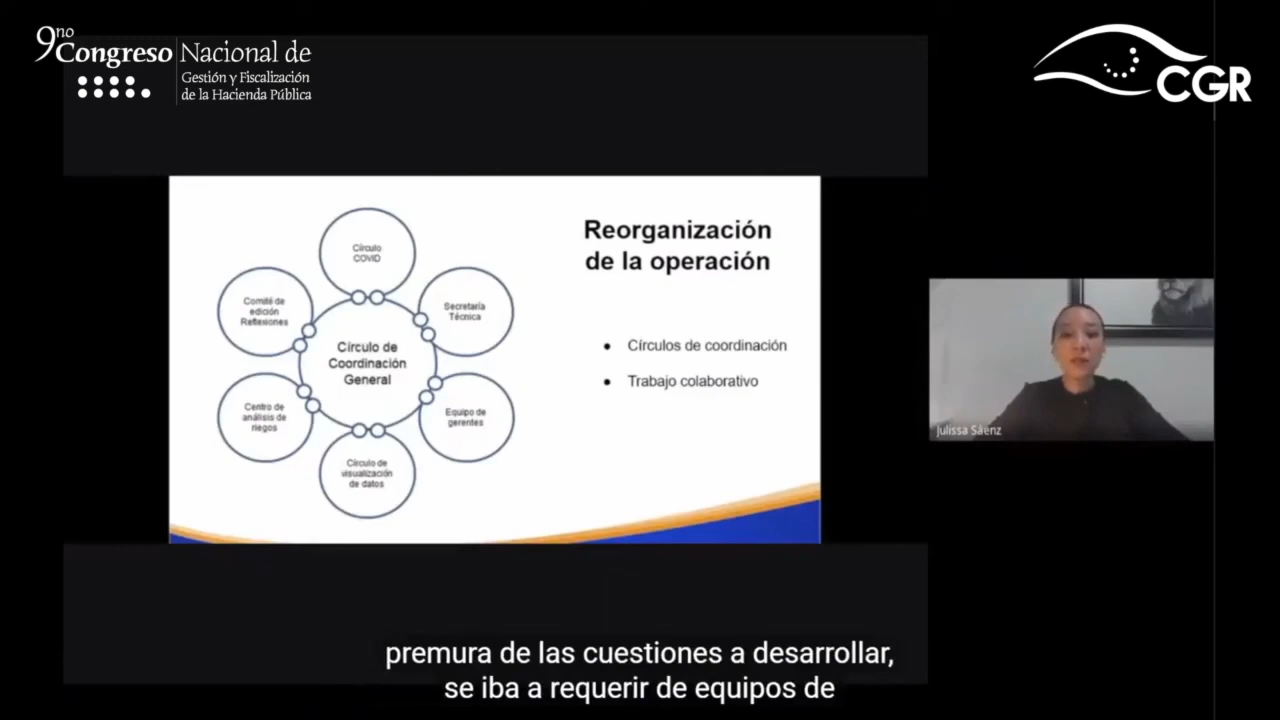 9no
Congreso Nacional de
Gestión y Fiscalización
de la Hacienda Pública
CGR
Reorganización
de la operación
Círculo
COVID
Comité de
edición
Reflexiones
Secretaría
Técnica
Círculo de
Coordinación
General
Círculos de coordinación
Trabajo colaborativo
Centro de
análisis de
riegos
Equipo de
gerentes
Círculo de
visualización
de datos
Julissa Sáenz
premura de las cuestiones a desarrollar,
se iba a requerir de equipos de